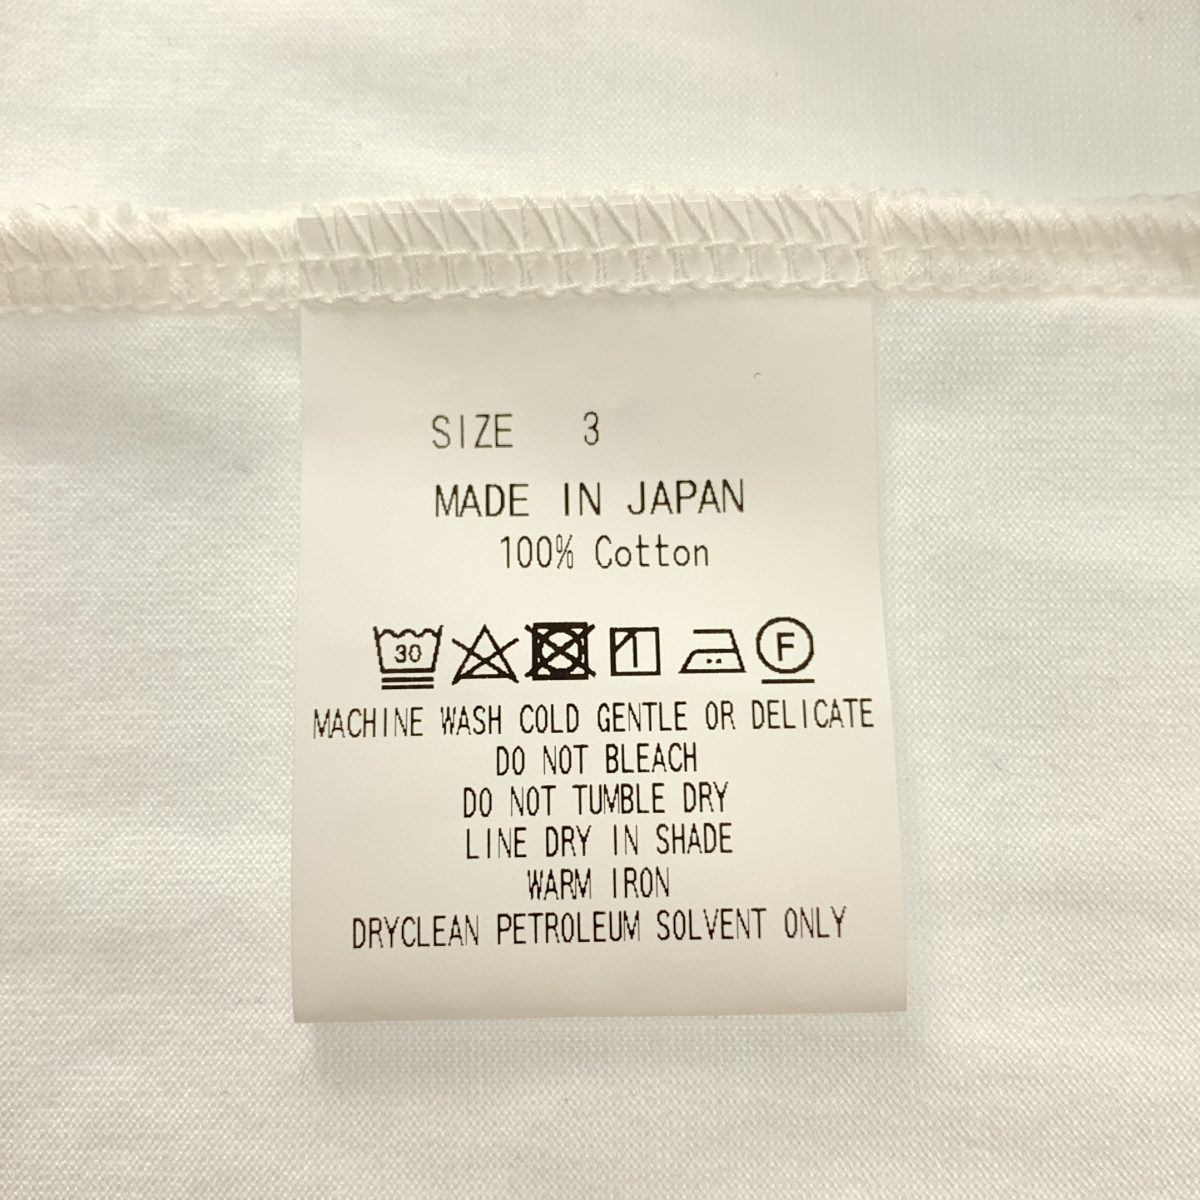 SIZE 3
MADE IN JAPAN
100% Cotton
30 F
MACHINE WASH COLD GENTLE OR DELICATE
DO NOT BLEACH
DO NOT TUMBLE DRY
LINE DRY IN SHADE
WARM IRON
DRYCLEAN PETROLEUM SOLVENT ONLY